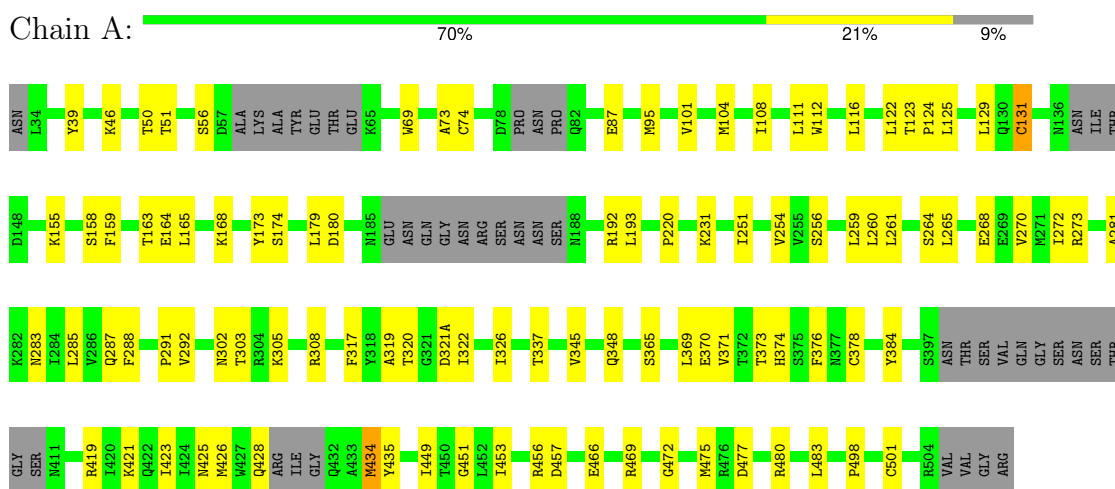 Chain A:
70% 21% 9%
ASN L34 Y39 K46 T50 T51 S56 D57 ALA LYS ALA TYR GLU THR GLU K65 W69 A73 C74 D78 PRO ASN PRO Q82 E87 M95 V101 M104 I108 L111 W112 L116 L122 T123 P124 L125 L129 Q130 C131 N136 ASN ILE THR
D148 K155 S158 F159 T163 E164 L165 K168 Y173 S174 L179 D180 N185 GLU ASN GLN GLY ASN ARG SER ASN ASN SER N188 R192 L193 P220 K231 I251 V254 V255 S256 L259 L260 L261 S264 L265 E268 E269 V270 M271 I272 R273 A281
K282 N283 I284 L285 V286 Q287 F288 P291 V292 N302 T303 R304 K305 R308 F317 Y318 A319 T320 G321 D321A I322 I326 T337 V345 Q348 S365 L369 E370 V371 T372 T373 H374 S375 F376 N377 C378 Y384 S397 ASN THR SER VAL GLN GLY SER ASN SER THR
GLY SER N411 R419 I420 K421 Q422 I423 I424 N425 M426 W427 Q428 ARG ILE GLY Q432 A433 M434 Y435 I449 T450 G451 L452 I453 R456 D457 E466 R469 G472 M475 R476 D477 R480 L483 P498 C501 R504 VAL VAL GLY ARG